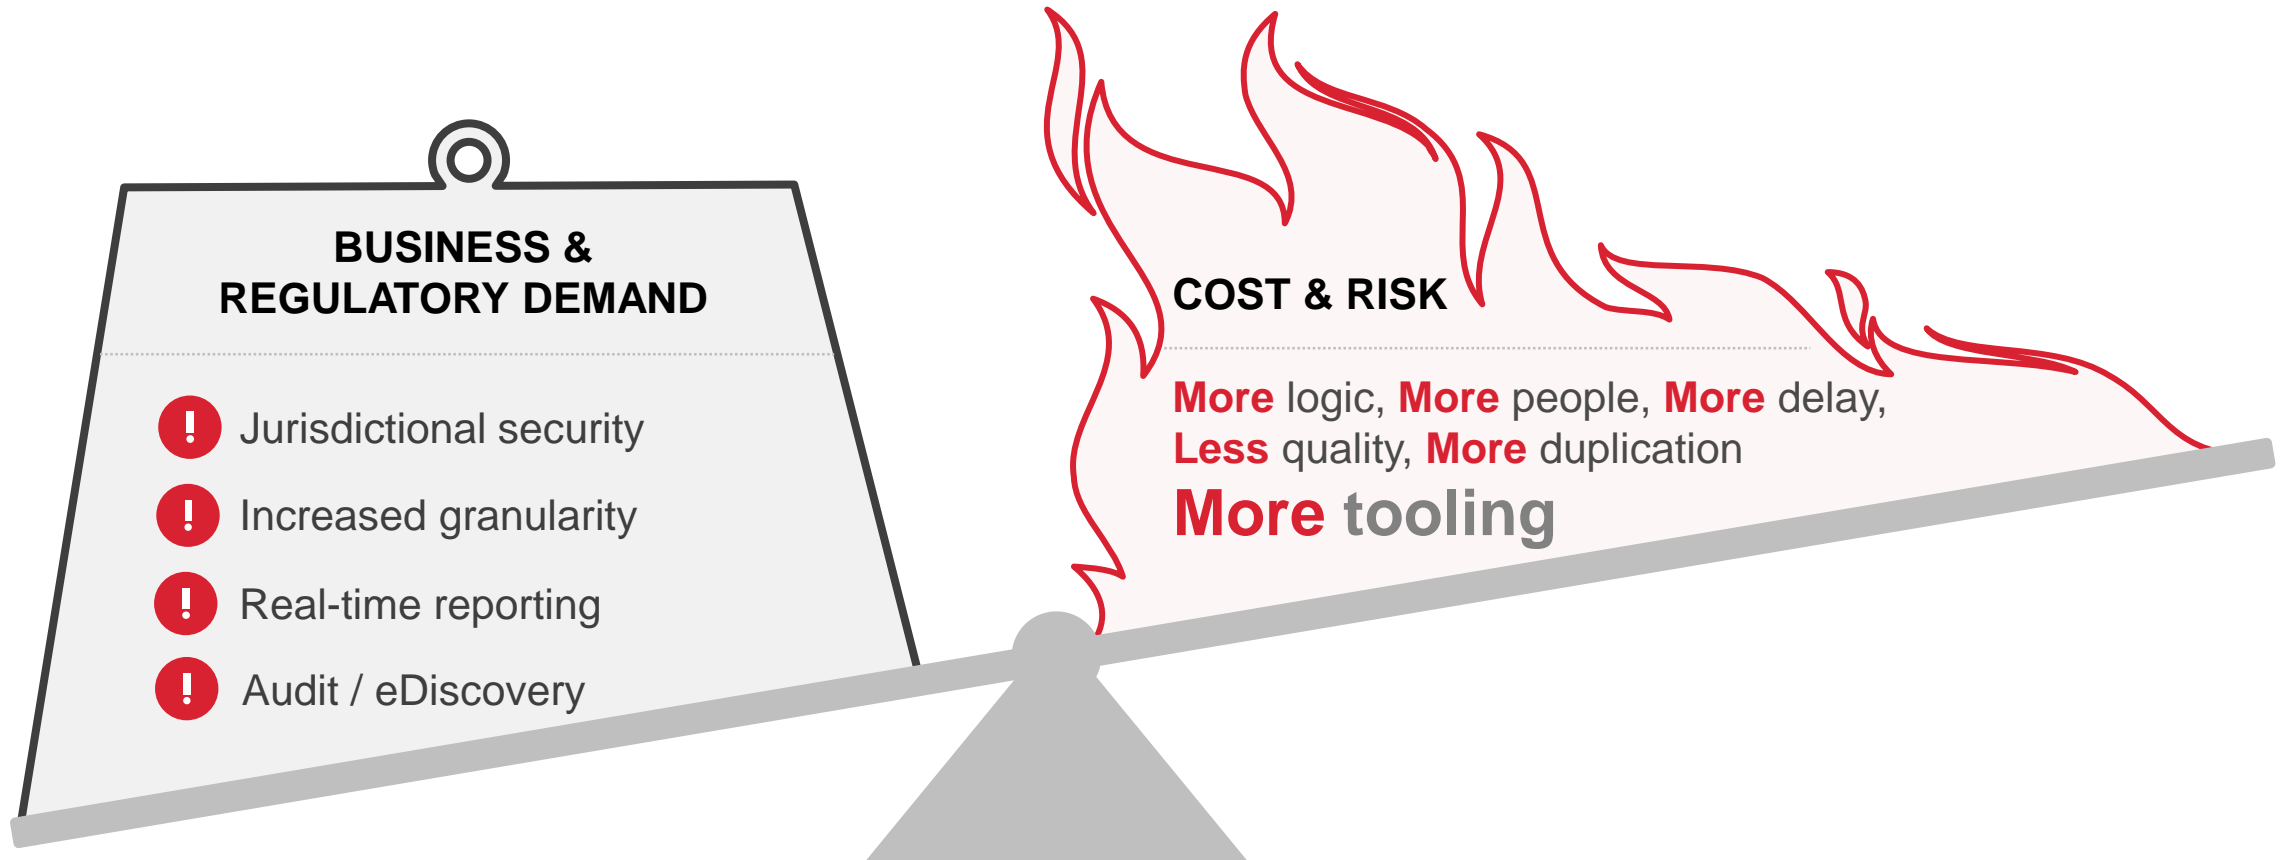 BUSINESS &
REGULATORY DEMAND
! Jurisdictional security
! Increased granularity
! Real-time reporting
! Audit / eDiscovery
COST & RISK
More logic, More people, More delay,
Less quality, More duplication
More tooling